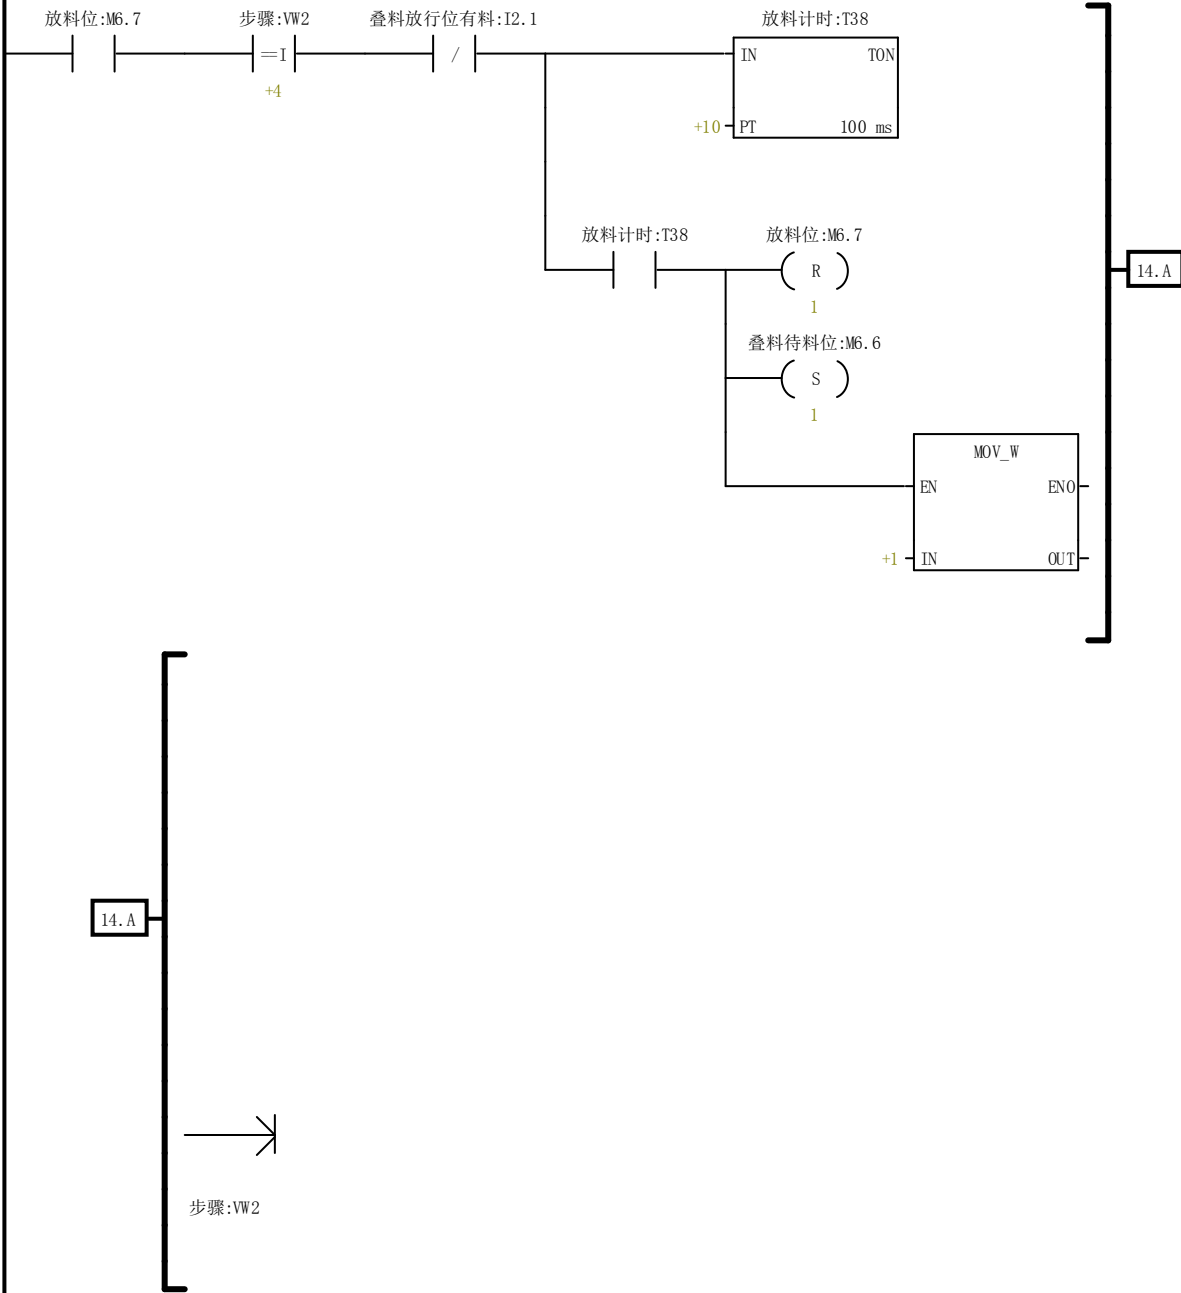 放料位:M6.7 步骤:VW2 叠料放行位有料:I2.1 放料计时:T38
=I / IN TON
+4
+10 PT 100 ms
放料计时:T38 放料位:M6.7
R
1
14.A
叠料待料位:M6.6
S
1
MOV_W
EN ENO
+1 IN OUT
14.A
步骤:VW2